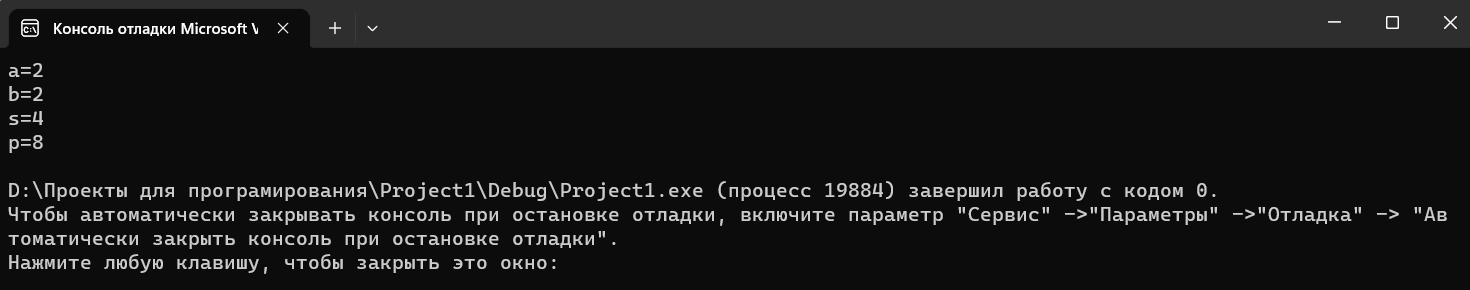 Консоль отладки Microsoft V
a=2
b=2
s=4
p=8
D:\Проекты для програмирования\Project1\Debug\Project1.exe (процесс 19884) завершил работу с кодом 0.
Чтобы автоматически закрывать консоль при остановке отладки, включите параметр "Сервис" ->"Параметры" ->"Отладка" -> "Ав
томатически закрыть консоль при остановке отладки".
Нажмите любую клавишу, чтобы закрыть это окно: